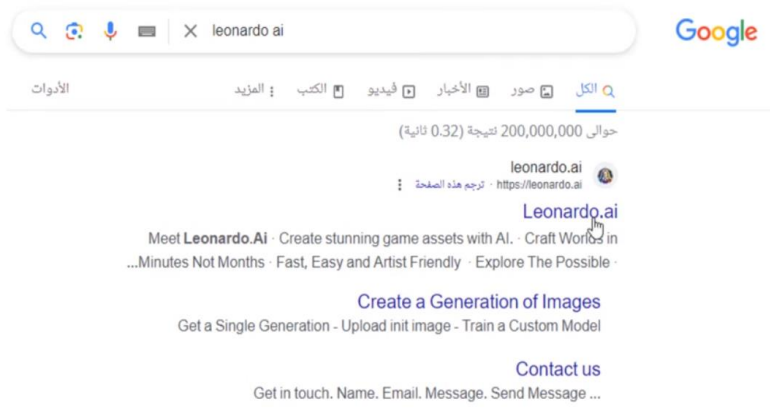 leonardo ai
Google
الكل صور الأخبار فيديو الكتب المزيد الأدوات
حوالى 200,000,000 نتيجة (0.32 ثانية)
leonardo.ai
https://leonardo.ai · ترجم هذه الصفحة
Leonardo.ai
Meet Leonardo.Ai · Create stunning game assets with AI. · Craft Worlds in
...Minutes Not Months · Fast, Easy and Artist Friendly · Explore The Possible ·
Create a Generation of Images
Get a Single Generation - Upload init image - Train a Custom Model
Contact us
Get in touch. Name. Email. Message. Send Message ...